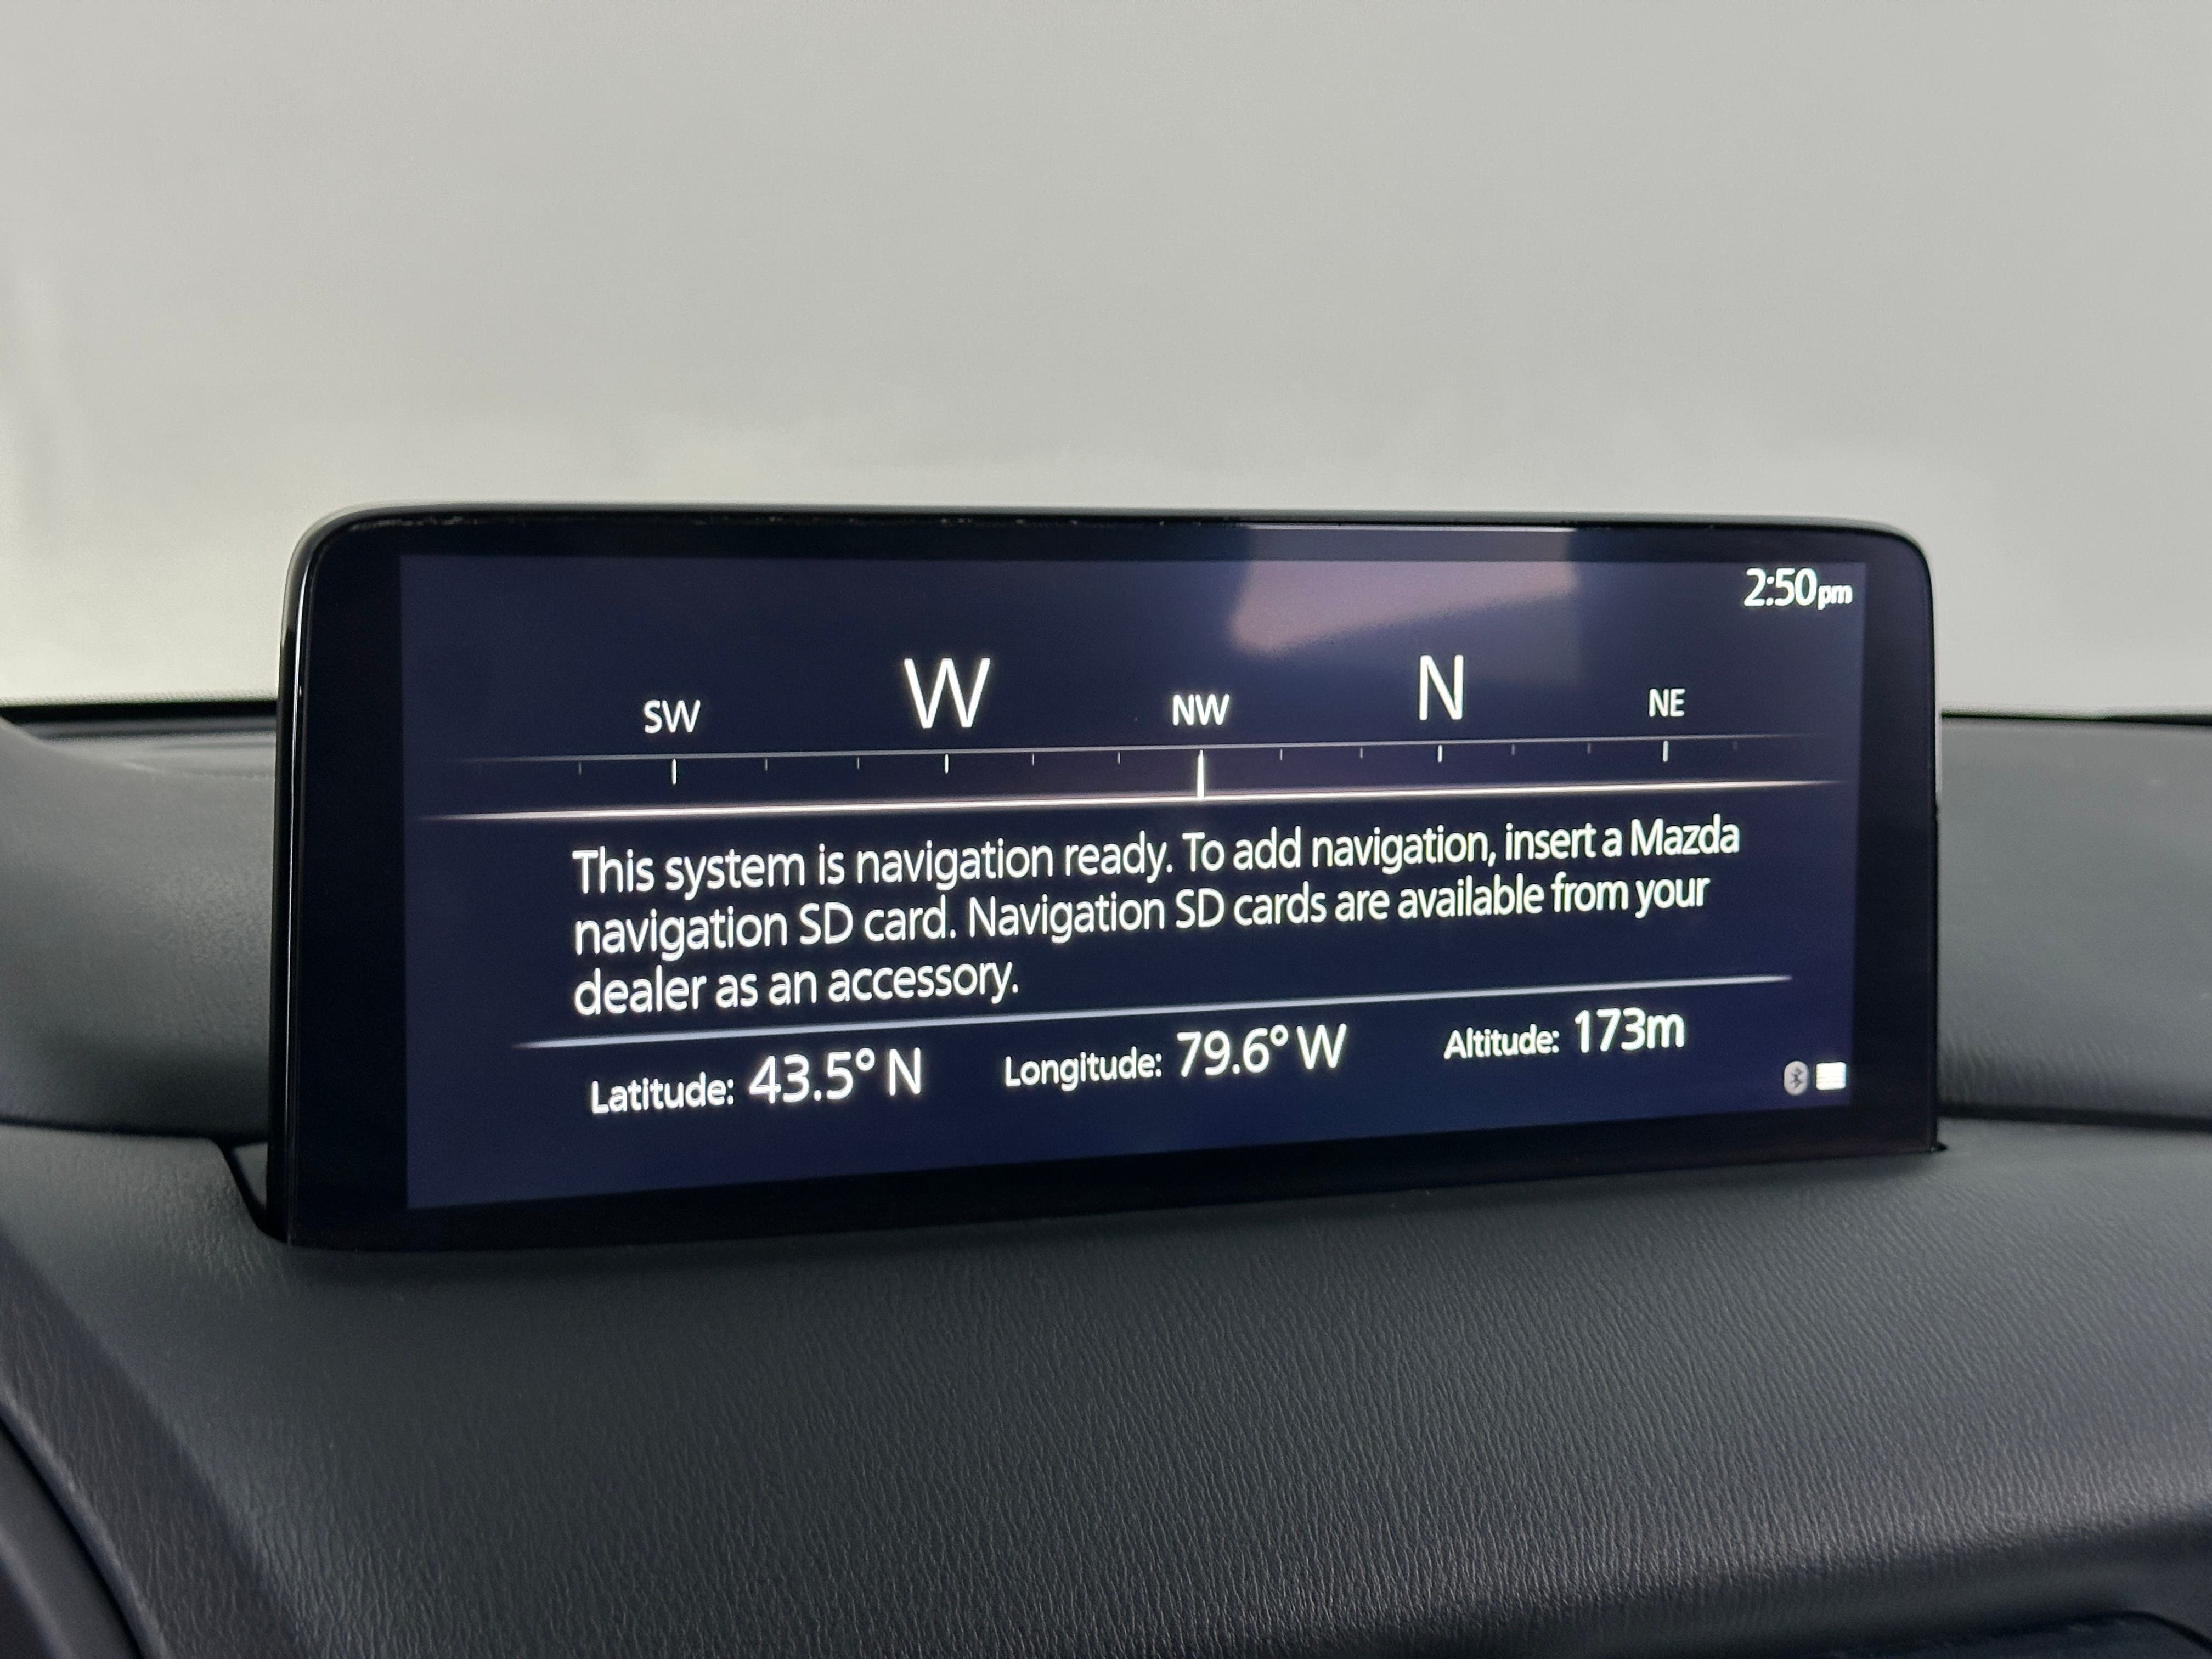 2:50pm
SW W NW N NE
This system is navigation ready. To add navigation, insert a Mazda
navigation SD card. Navigation SD cards are available from your
dealer as an accessory.
Latitude: 43.5° N Longitude: 79.6° W Altitude: 173m